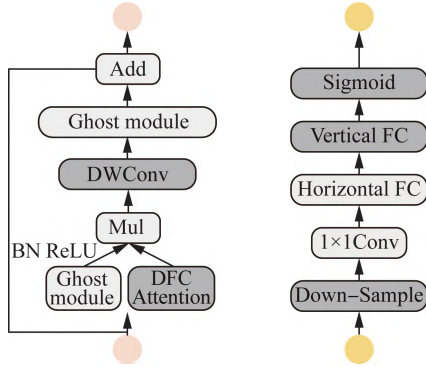 Add
Ghost module
DWConv
Mul
BN ReLU
Ghost
module
DFC
Attention
Sigmoid
Vertical FC
Horizontal FC
1×1Conv
Down−Sample